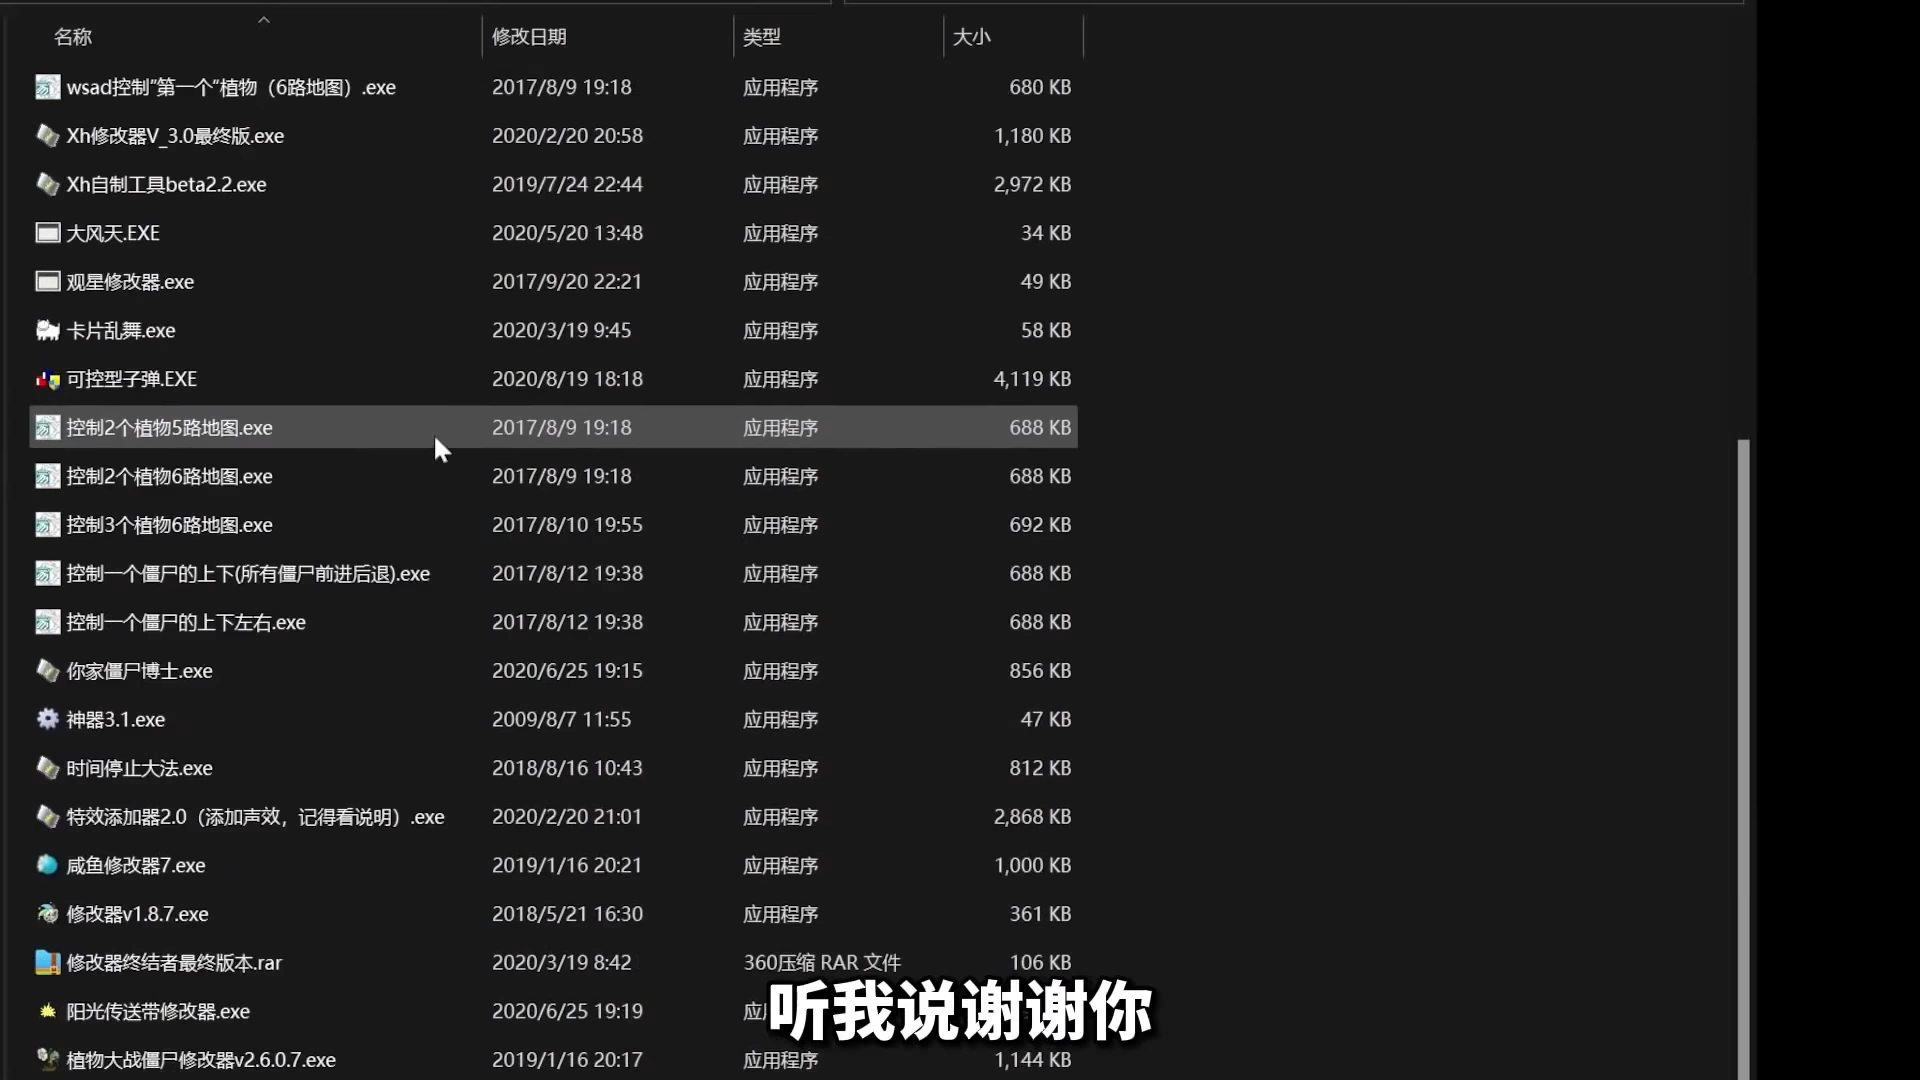 名称 修改日期 类型 大小
wsad控制”第一个“植物（6路地图）.exe 2017/8/9 19:18 应用程序 680 KB
Xh修改器V_3.0最终版.exe 2020/2/20 20:58 应用程序 1,180 KB
Xh自制工具beta2.2.exe 2019/7/24 22:44 应用程序 2,972 KB
大风天.EXE 2020/5/20 13:48 应用程序 34 KB
观星修改器.exe 2017/9/20 22:21 应用程序 49 KB
卡片乱舞.exe 2020/3/19 9:45 应用程序 58 KB
可控型子弹.EXE 2020/8/19 18:18 应用程序 4,119 KB
控制2个植物5路地图.exe 2017/8/9 19:18 应用程序 688 KB
控制2个植物6路地图.exe 2017/8/9 19:18 应用程序 688 KB
控制3个植物6路地图.exe 2017/8/10 19:55 应用程序 692 KB
控制一个僵尸的上下(所有僵尸前进后退).exe 2017/8/12 19:38 应用程序 688 KB
控制一个僵尸的上下左右.exe 2017/8/12 19:38 应用程序 688 KB
你家僵尸博士.exe 2020/6/25 19:15 应用程序 856 KB
神器3.1.exe 2009/8/7 11:55 应用程序 47 KB
时间停止大法.exe 2018/8/16 10:43 应用程序 812 KB
特效添加器2.0（添加声效，记得看说明）.exe 2020/2/20 21:01 应用程序 2,868 KB
咸鱼修改器7.exe 2019/1/16 20:21 应用程序 1,000 KB
修改器v1.8.7.exe 2018/5/21 16:30 应用程序 361 KB
修改器终结者最终版本.rar 2020/3/19 8:42 360压缩 RAR 文件 106 KB
阳光传送带修改器.exe 2020/6/25 19:19
听我说谢谢你
植物大战僵尸修改器v2.6.0.7.exe 2019/1/16 20:17 应用程序 1,144 KB